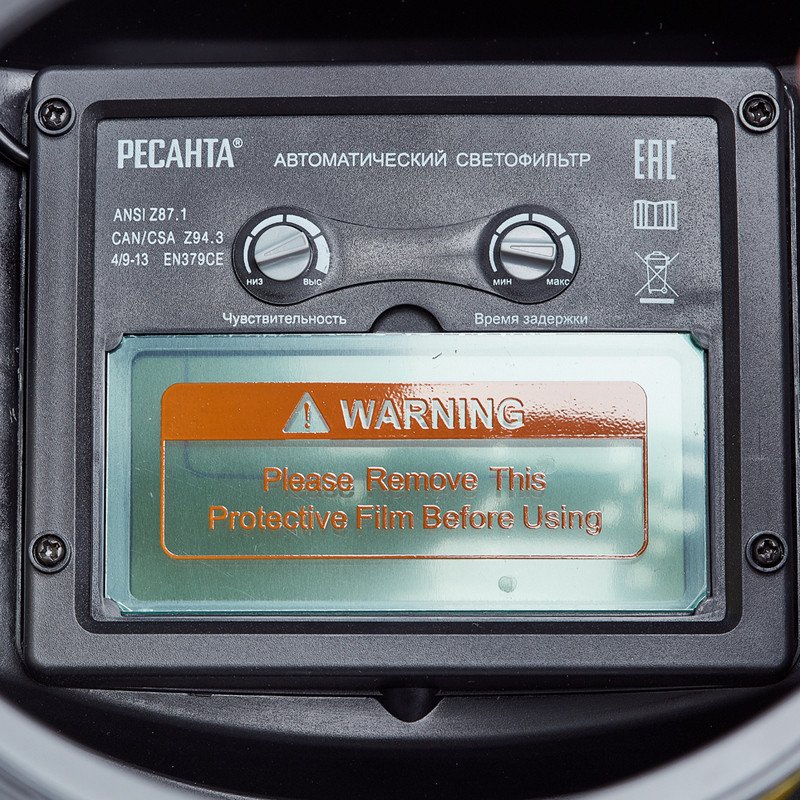 РЕСАНТА®
АВТОМАТИЧЕСКИЙ СВЕТОФИЛЬТР
EAC
ANSI Z87.1
CAN/CSA Z94.3
4/9-13 EN379CE
низ выс
мин макс
Чувствительность
Время задержки
WARNING
Please Remove This
Protective Film Before Using